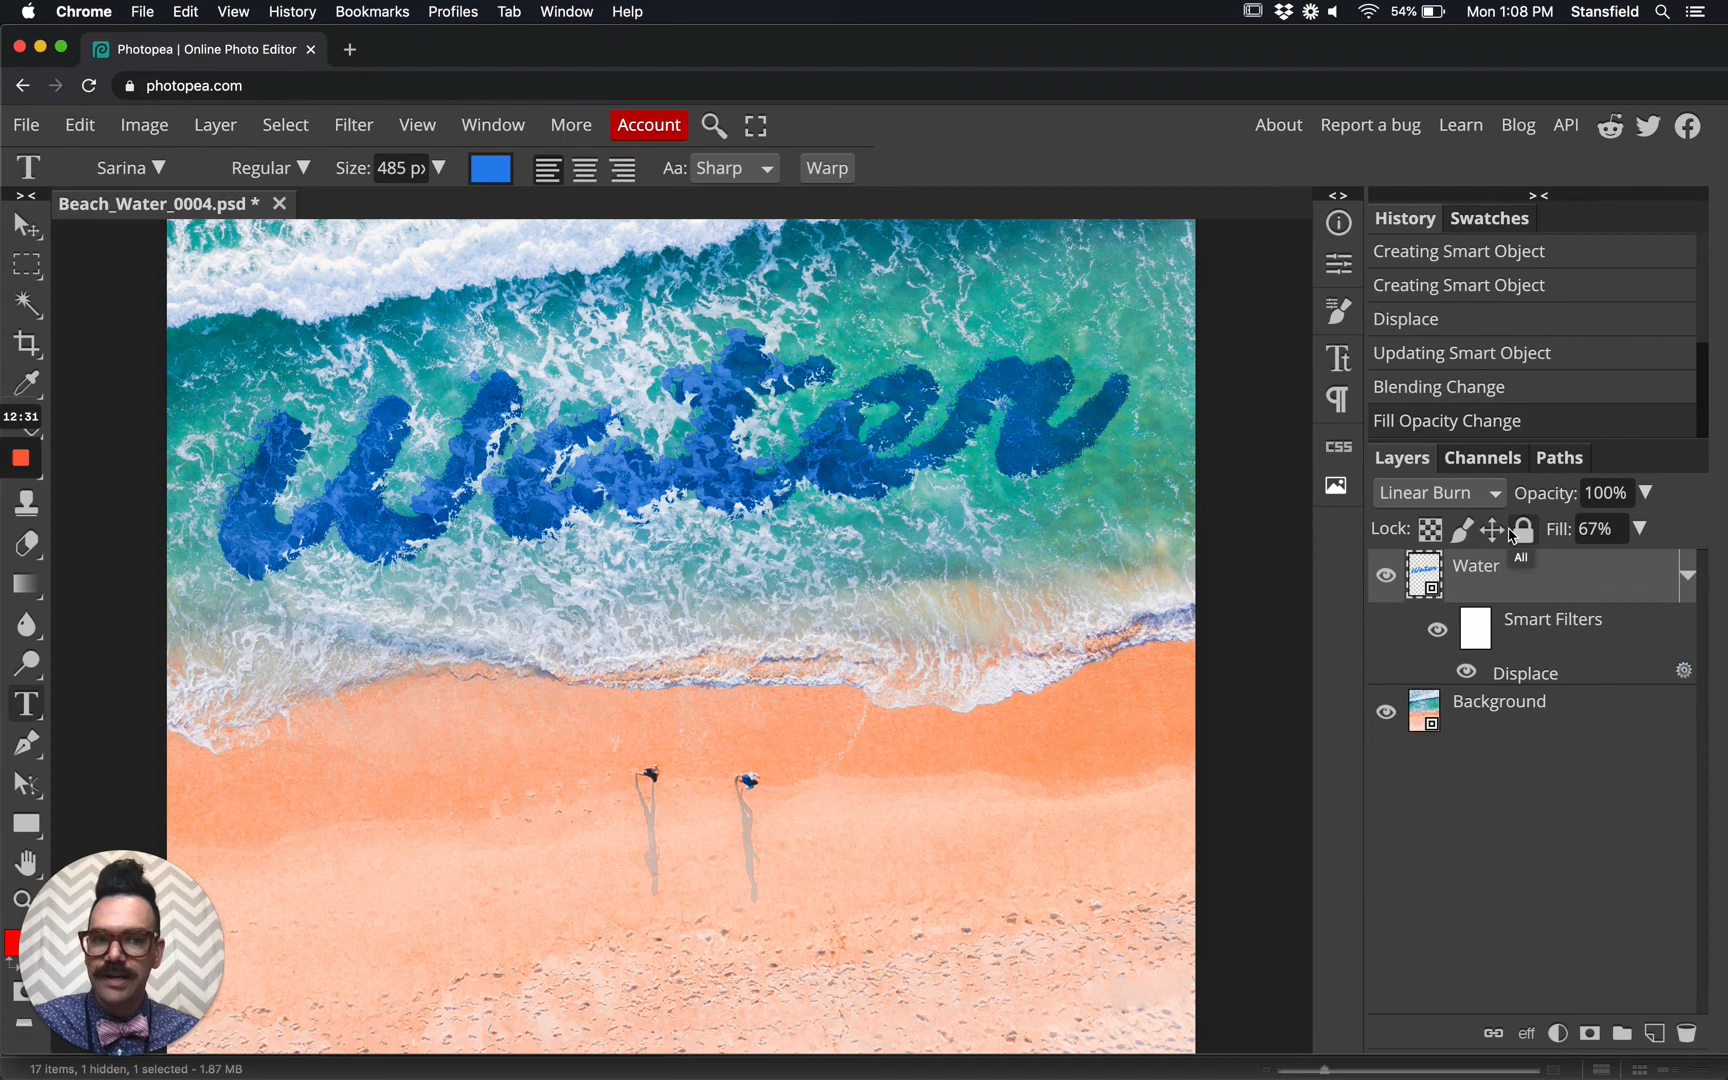 Chrome File Edit View History Bookmarks Profiles Tab Window Help
54% Mon 1:08 PM Stansfield
Photopea | Online Photo Editor
photopea.com
File Edit Image Layer Select Filter View Window More Account
About Report a bug Learn Blog API
Sarina Regular Size: 485 px Aa: Sharp Warp
Beach_Water_0004.psd *
Water
12:31
CSS
History Swatches
Creating Smart Object
Creating Smart Object
Displace
Updating Smart Object
Blending Change
Fill Opacity Change
Layers Channels Paths
Linear Burn Opacity: 100%
Lock: Fill: 67%
All
Water
Smart Filters
Displace
Background
eff
17 items, 1 hidden, 1 selected - 1.87 MB